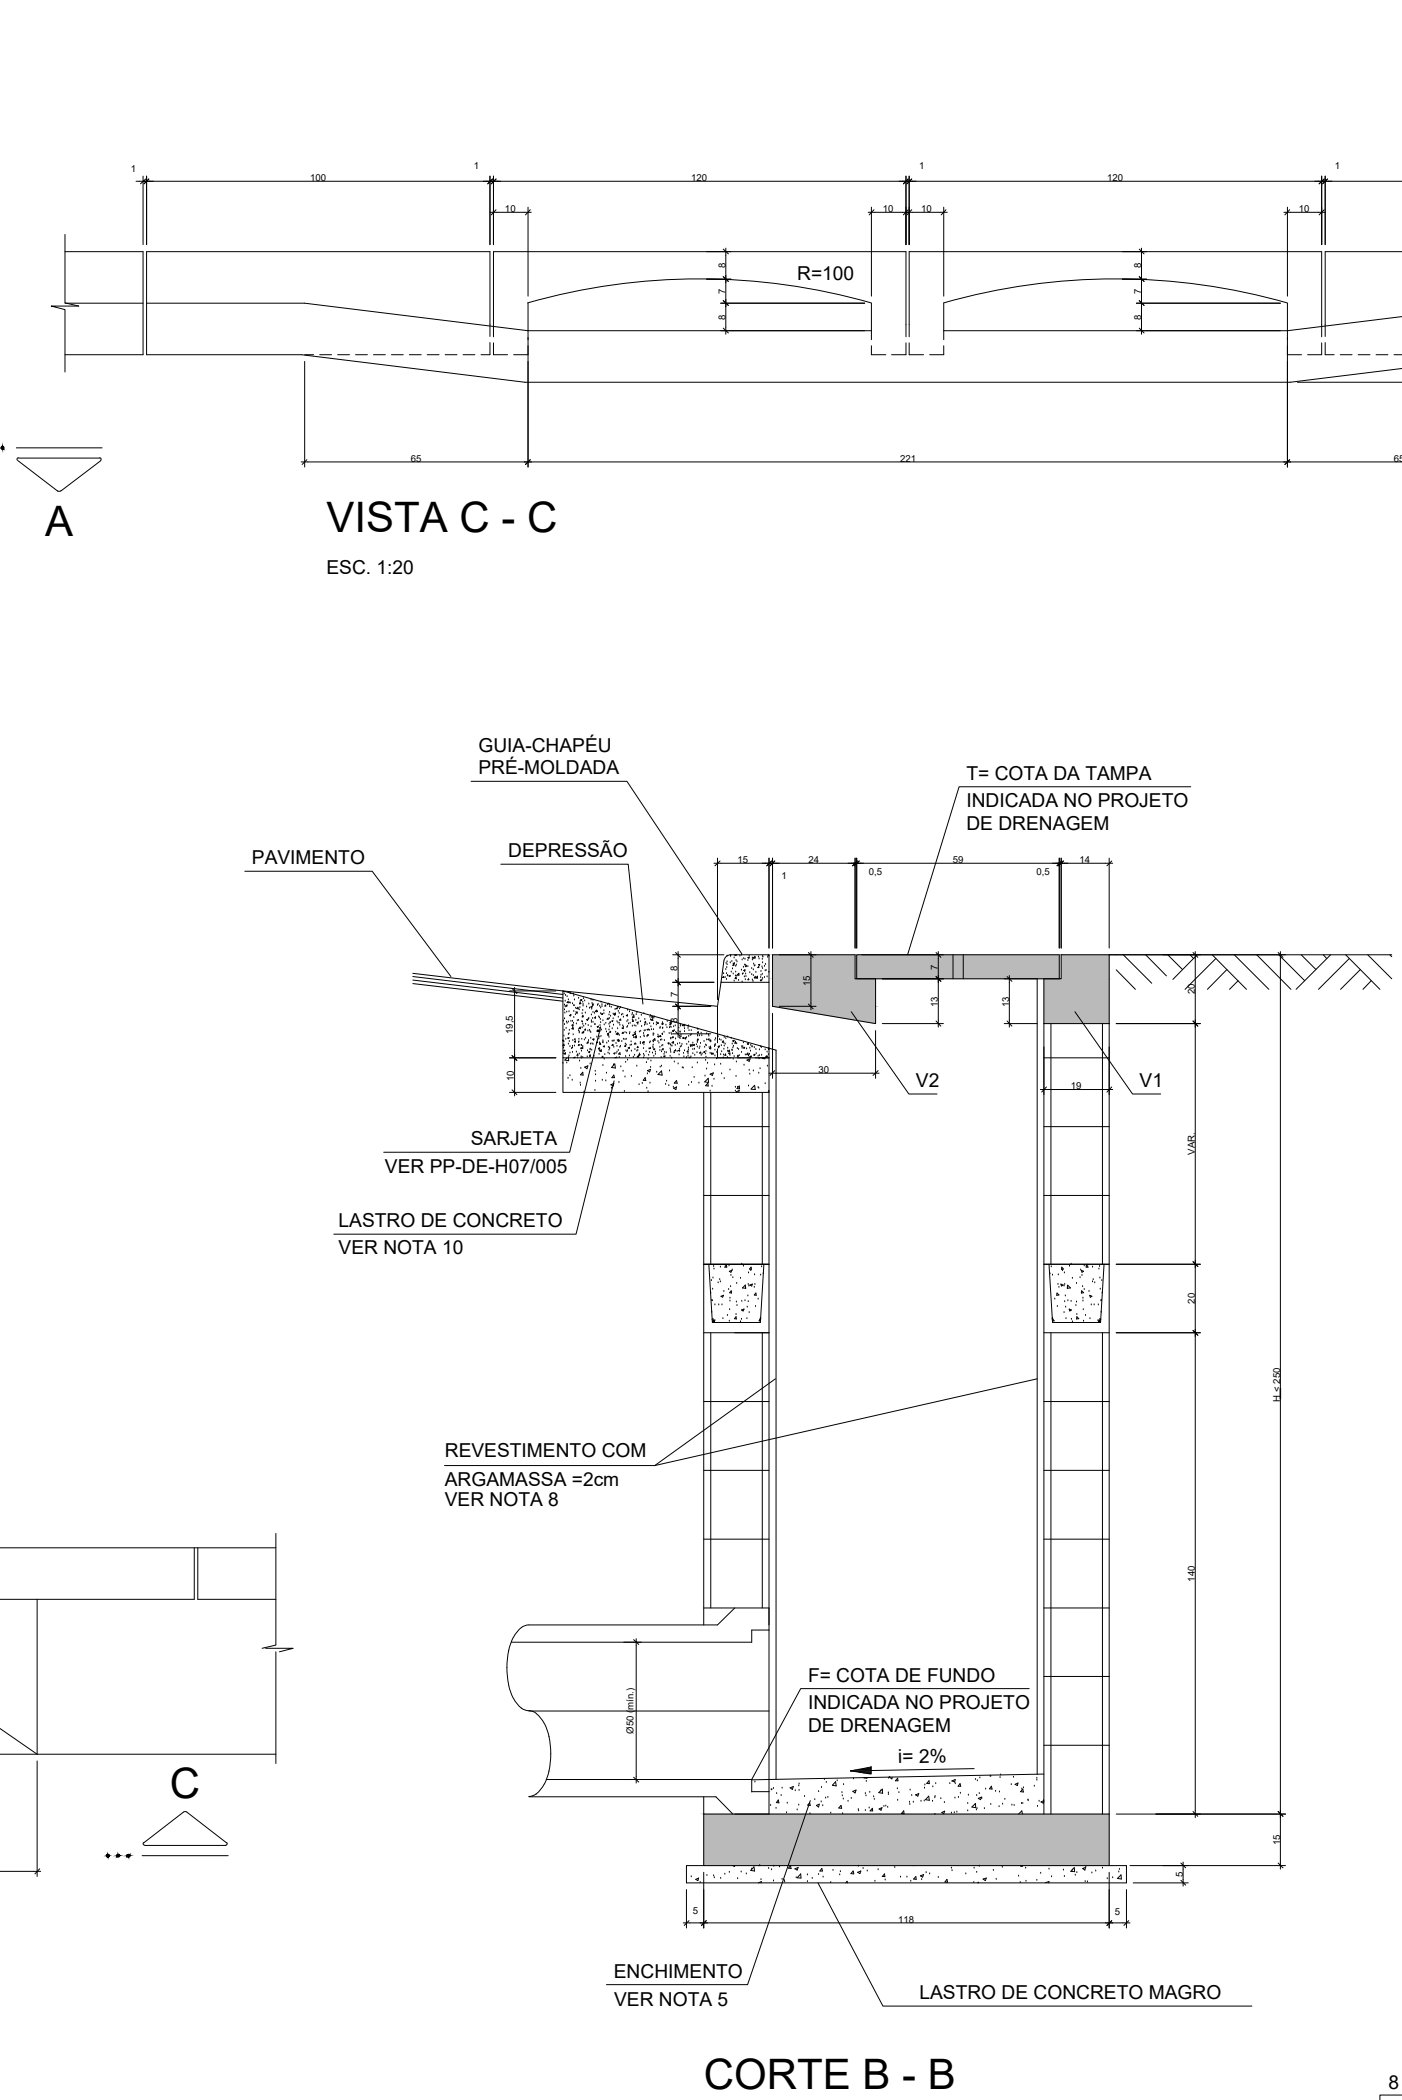 1
100
1
120
1
120
1
10
10
10
10
8
7
8
R=100
8
7
8
65
221
65
A
VISTA C - C
ESC. 1:20
GUIA-CHAPÉU
PRÉ-MOLDADA
T= COTA DA TAMPA
INDICADA NO PROJETO
DE DRENAGEM
PAVIMENTO
DEPRESSÃO
15
24
59
14
1
0,5
0,5
8
7
8
15
7
13
13
20
19,5
10
30
V2
19
V1
SARJETA
VER PP-DE-H07/005
VAR.
LASTRO DE CONCRETO
VER NOTA 10
20
H < 250
REVESTIMENTO COM
ARGAMASSA =2cm
VER NOTA 8
140
Ø50 (mín.)
F= COTA DE FUNDO
INDICADA NO PROJETO
DE DRENAGEM
i= 2%
C
15
5
5
118
5
ENCHIMENTO
VER NOTA 5
LASTRO DE CONCRETO MAGRO
CORTE B - B
8